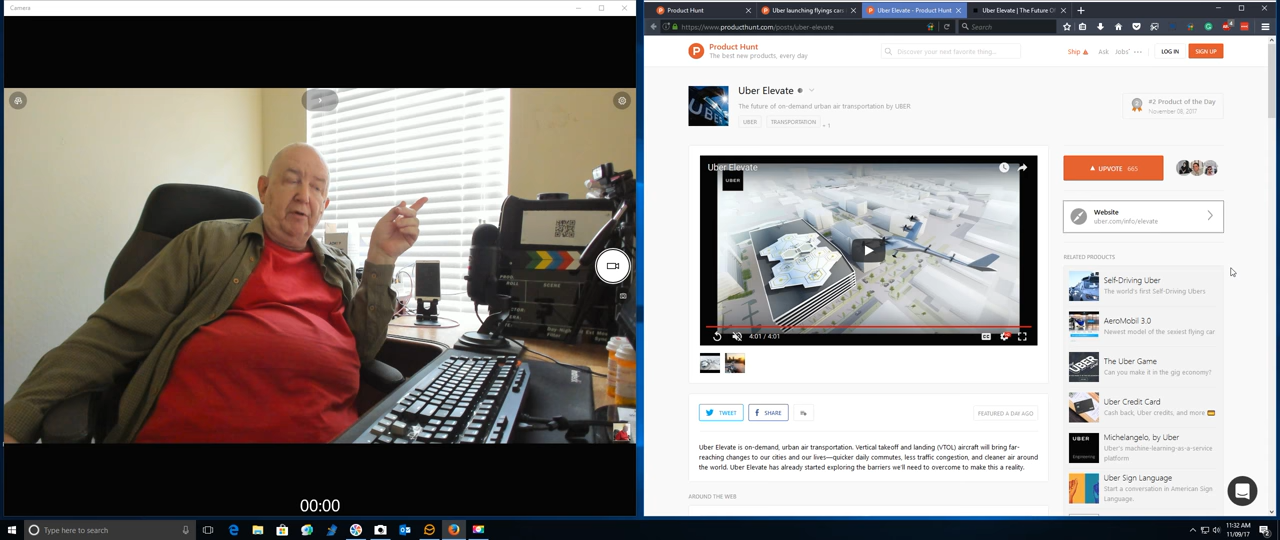 Camera
00:00
Product Hunt
Uber launching flyings cars
Uber Elevate - Product Hunt
Uber Elevate | The Future Of
https://www.producthunt.com/posts/uber-elevate
Search
Product Hunt
The best new products, every day
Discover your next favorite thing...
Ship
Ask
Jobs
LOG IN
SIGN UP
Uber Elevate
The future of on-demand urban air transportation by UBER
UBER
TRANSPORTATION
+ 1
#2 Product of the Day
November 08, 2017
Uber Elevate
UBER
4:01 / 4:01
CC
UPVOTE 665
Website
uber.com/info/elevate
RELATED PRODUCTS
Self-Driving Uber
The world's first Self-Driving Ubers
AeroMobil 3.0
Newest model of the sexiest flying car
The Uber Game
Can you make it in the gig economy?
Uber Credit Card
Cash back, Uber credits, and more
Michelangelo, by Uber
Uber's machine-learning-as-a-service
platform
Uber Sign Language
Start a conversation in American Sign
Language.
TWEET
SHARE
FEATURED A DAY AGO
Uber Elevate is on-demand, urban air transportation. Vertical takeoff and landing (VTOL) aircraft will bring far-
reaching changes to our cities and our lives—quicker daily commutes, less traffic congestion, and cleaner air around
the world. Uber Elevate has already started exploring the barriers we'll need to overcome to make this a reality.
AROUND THE WEB
Type here to search
11:32 AM
11/09/17